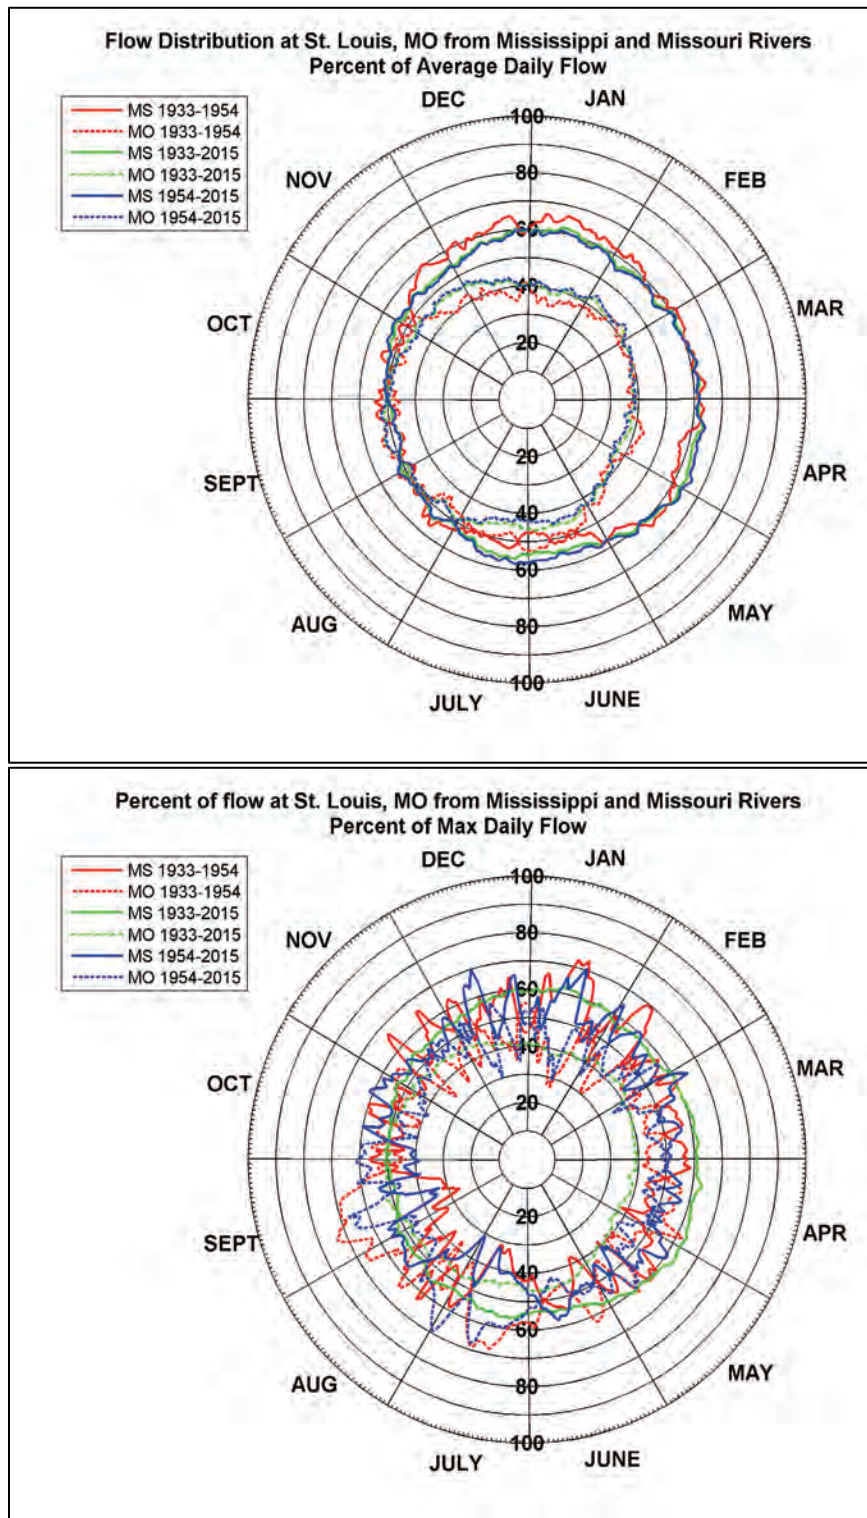 Flow Distribution at St. Louis, MO from Mississippi and Missouri Rivers
Percent of Average Daily Flow
MS 1933-1954
MO 1933-1954
MS 1933-2015
MO 1933-2015
MS 1954-2015
MO 1954-2015
DEC
JAN
NOV
FEB
OCT
MAR
SEPT
APR
AUG
MAY
JULY
JUNE
100
80
60
40
20
20
40
60
80
100
Percent of flow at St. Louis, MO from Mississippi and Missouri Rivers
Percent of Max Daily Flow
MS 1933-1954
MO 1933-1954
MS 1933-2015
MO 1933-2015
MS 1954-2015
MO 1954-2015
DEC
JAN
NOV
FEB
OCT
MAR
SEPT
APR
AUG
MAY
JULY
JUNE
100
80
60
40
20
20
40
60
80
100